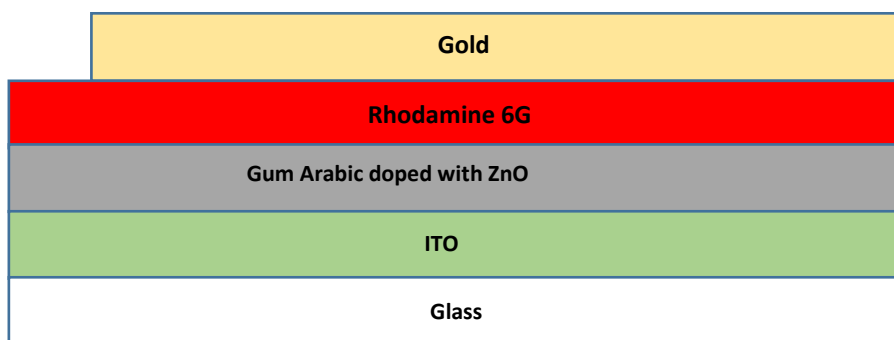 Gold
Rhodamine 6G
Gum Arabic doped with ZnO
ITO
Glass